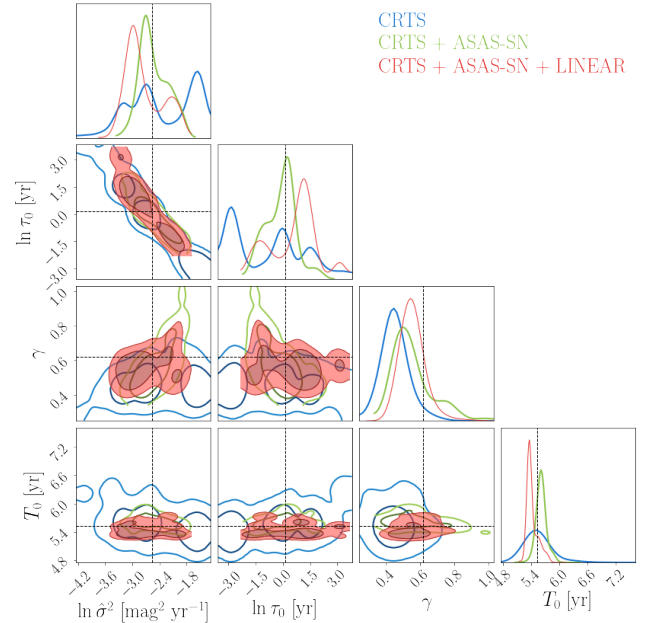 CRTS
CRTS + ASAS-SN
CRTS + ASAS-SN + LINEAR
ln τ₀ [yr]
3.0
1.5
0.0
−1.5
−3.0
γ
1.0
0.8
0.6
0.4
T₀ [yr]
7.2
6.6
6.0
5.4
4.8
−4.2 −3.6 −3.0 −2.4 −1.8
−3.0 −1.5 0.0 1.5 3.0
0.4 0.6 0.8 1.0
4.8 5.4 6.0 6.6 7.2
ln σ̂² [mag² yr⁻¹]
ln τ₀ [yr]
γ
T₀ [yr]